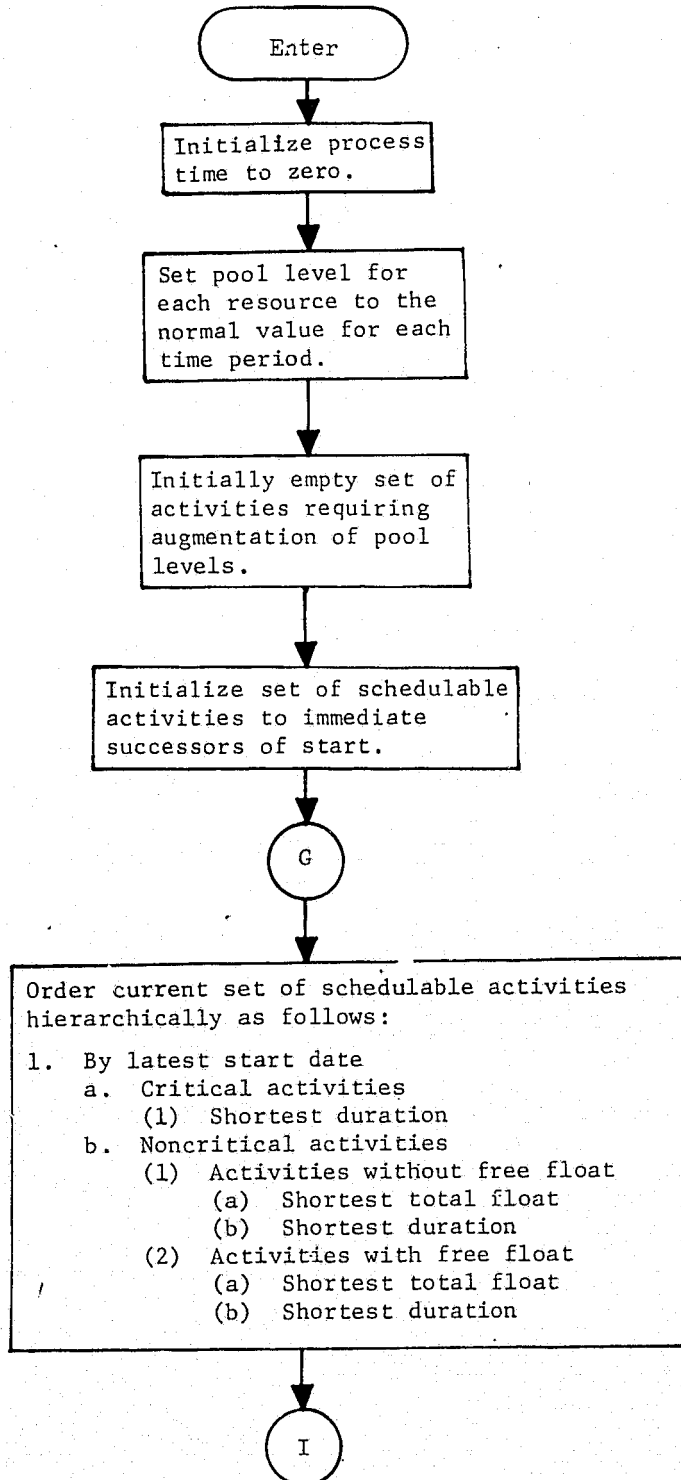 Enter
Initialize process
time to zero.
Set pool level for
each resource to the
normal value for each
time period.
Initially empty set of
activities requiring
augmentation of pool
levels.
Initialize set of schedulable
activities to immediate
successors of start.
G
Order current set of schedulable activities
hierarchically as follows:
1. By latest start date
a. Critical activities
(1) Shortest duration
b. Noncritical activities
(1) Activities without free float
(a) Shortest total float
(b) Shortest duration
(2) Activities with free float
(a) Shortest total float
(b) Shortest duration
I